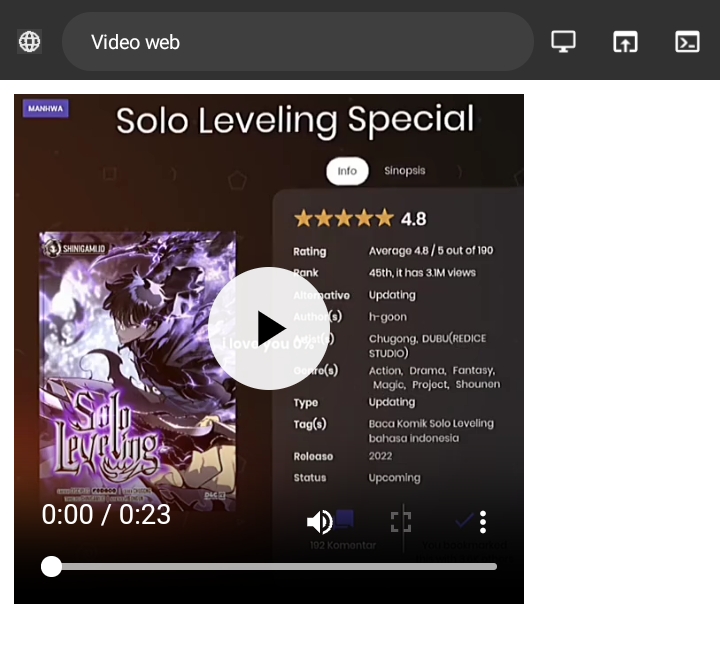 Video web
MANHWA
Solo Leveling Special
Info Sinopsis
4.8
SHINIGAMI.ID
Solo
Leveling
Rating Average 4.8 / 5 out of 190
Rank 45th, it has 3.1M views
Alternative Updating
Author(s) h-goon
Artist(s) Chugong, DUBU(REDICE
STUDIO)
i love you 0%
Genre(s) Action, Drama, Fantasy,
Magic, Project, Shounen
Type Updating
Tag(s) Baca Komik Solo Leveling
bahasa indonesia
Release 2022
Status Upcoming
0:00 / 0:23
192 Komentar